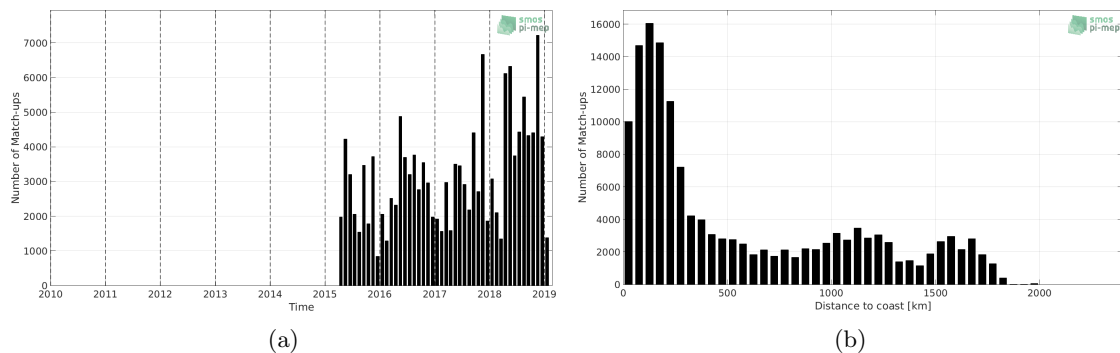 smos
pi-mep
Number of Match-ups
7000
6000
5000
4000
3000
2000
1000
0
2010 2011 2012 2013 2014 2015 2016 2017 2018 2019
Time
(a)
smos
pi-mep
Number of Match-ups
16000
14000
12000
10000
8000
6000
4000
2000
0
0 500 1000 1500 2000
Distance to coast [km]
(b)